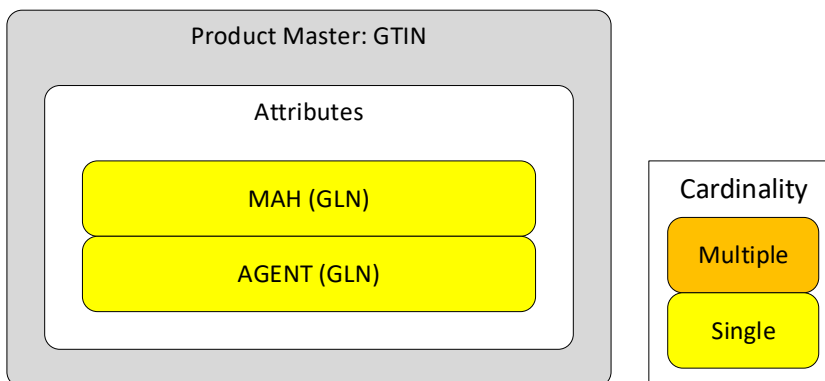 Product Master: GTIN
Attributes
MAH (GLN)
AGENT (GLN)
Cardinality
Multiple
Single